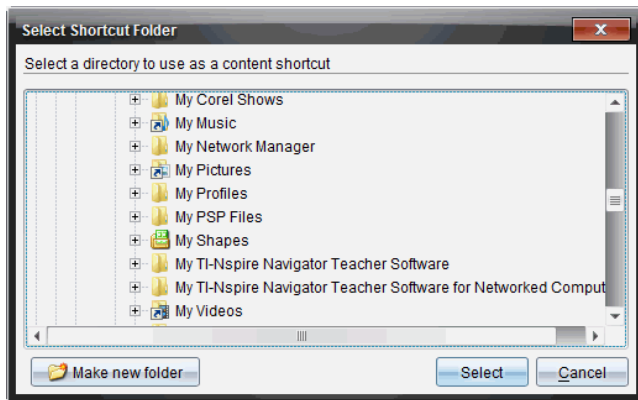 Select Shortcut Folder
Select a directory to use as a content shortcut
My Corel Shows
My Music
My Network Manager
My Pictures
My Profiles
My PSP Files
My Shapes
My TI-Nspire Navigator Teacher Software
My TI-Nspire Navigator Teacher Software for Networked Comput
My Videos
Make new folder
Select
Cancel